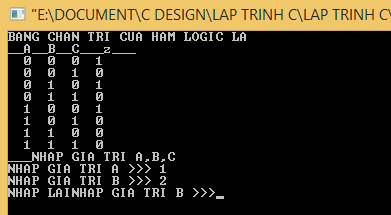 "E:\DOCUMENT\C DESIGN\LAP TRINH C\LAP TRINH C\
BANG CHAN TRI CUA HAM LOGIC LA
__A__B__C___z___
0 0 0 1
0 0 1 0
0 1 0 1
0 1 1 0
1 0 0 1
1 0 1 0
1 1 0 0
1 1 1 0
___NHAP GIA TRI A,B,C
NHAP GIA TRI A >>> 1
NHAP GIA TRI B >>> 2
NHAP LAINHAP GIA TRI B >>>_